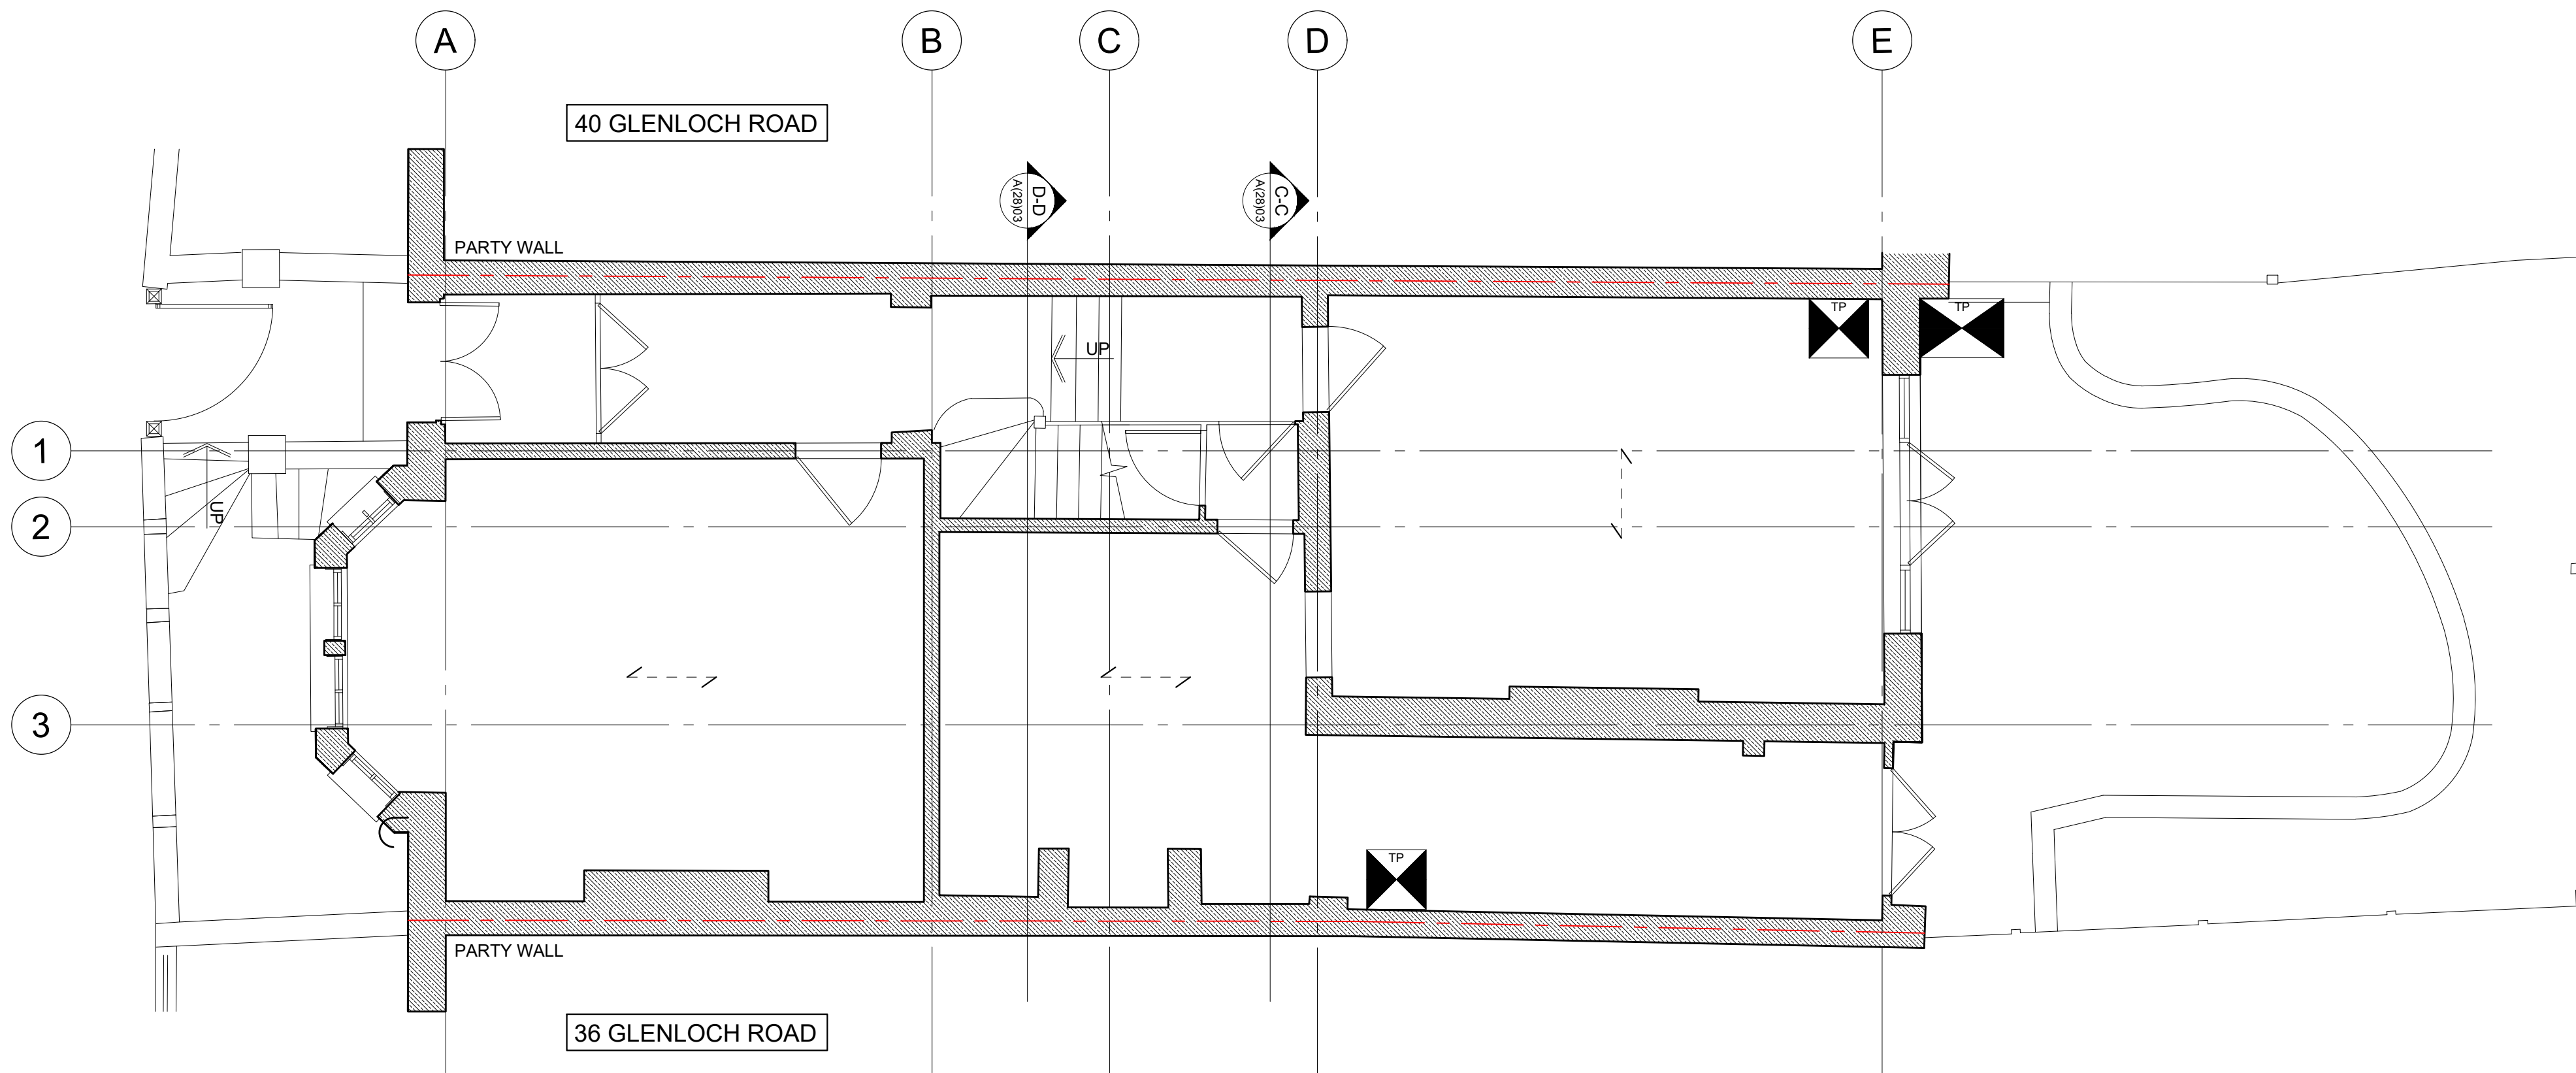 A
B
C
D
E
40 GLENLOCH ROAD
D-D
A(28)03
C-C
A(28)03
PARTY WALL
TP
TP
UP
1
UP
2
3
TP
PARTY WALL
36 GLENLOCH ROAD